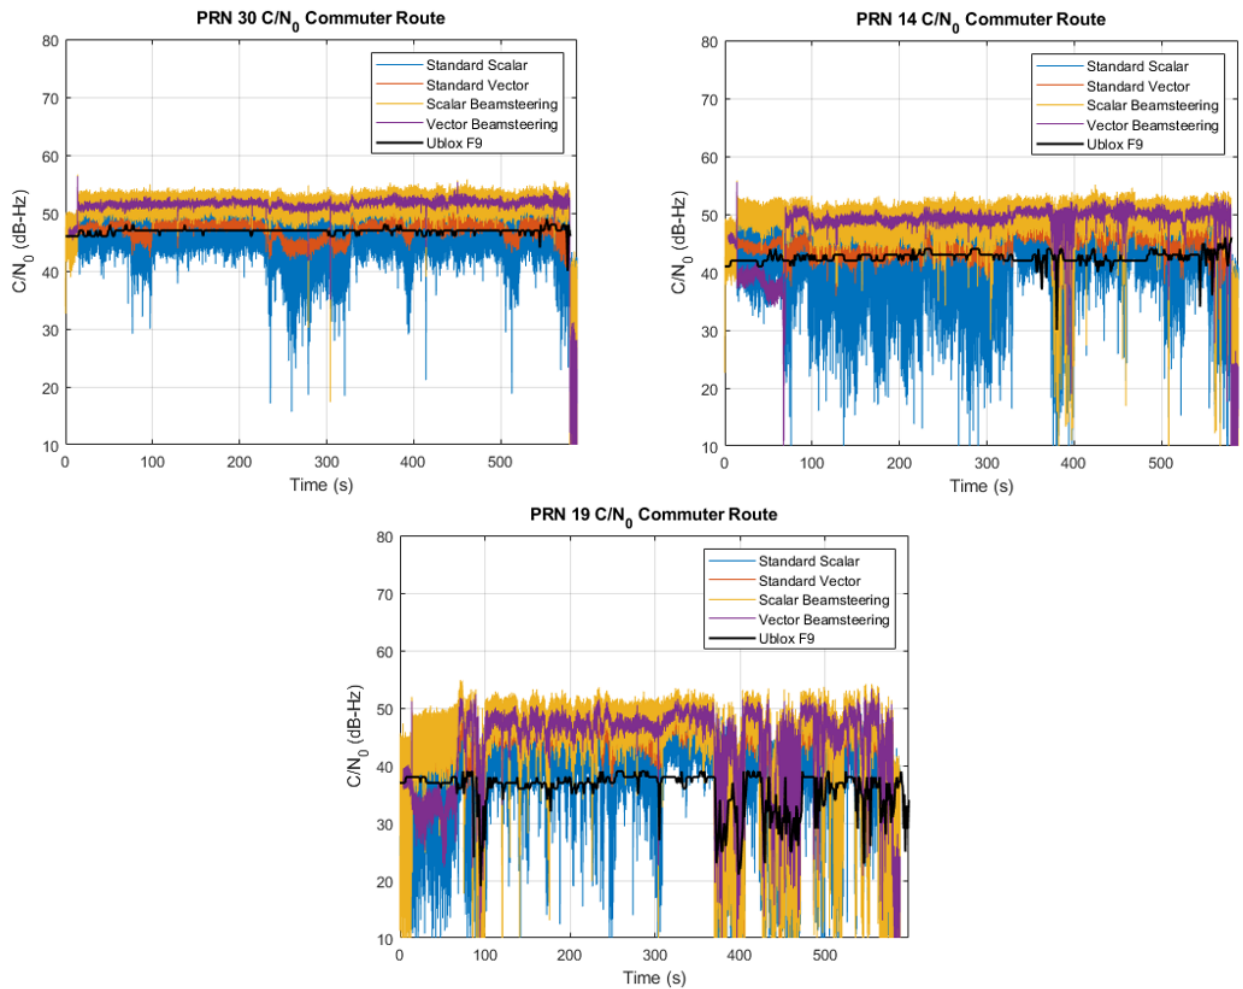 PRN 30 C/N0 Commuter Route
80
70
60
50
40
30
20
10
C/N0 (dB-Hz)
Standard Scalar
Standard Vector
Scalar Beamsteering
Vector Beamsteering
Ublox F9
0 100 200 300 400 500
Time (s)
PRN 14 C/N0 Commuter Route
80
70
60
50
40
30
20
10
C/N0 (dB-Hz)
Standard Scalar
Standard Vector
Scalar Beamsteering
Vector Beamsteering
Ublox F9
0 100 200 300 400 500
Time (s)
PRN 19 C/N0 Commuter Route
80
70
60
50
40
30
20
10
C/N0 (dB-Hz)
Standard Scalar
Standard Vector
Scalar Beamsteering
Vector Beamsteering
Ublox F9
0 100 200 300 400 500
Time (s)